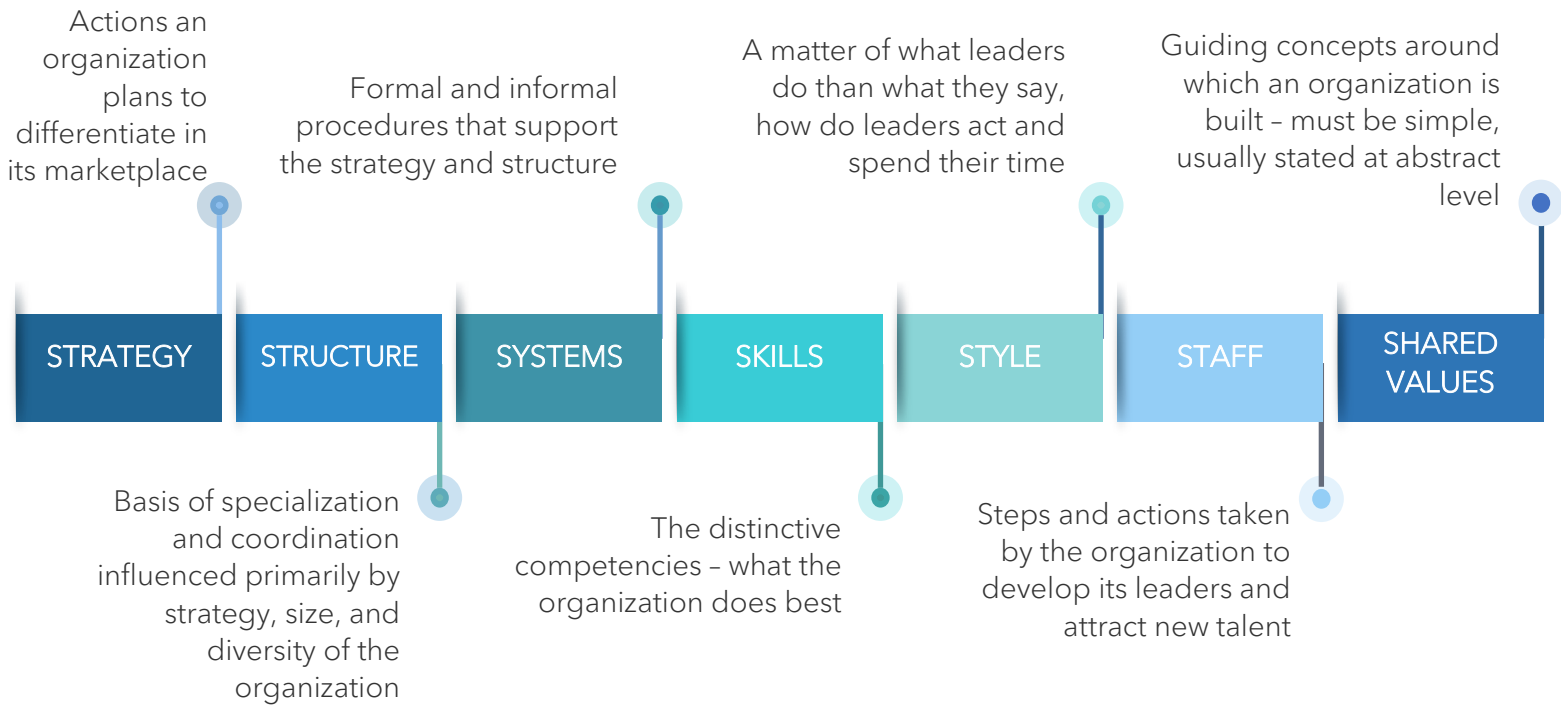 Actions an
organization
plans to
differentiate in
its marketplace
Formal and informal
procedures that support
the strategy and structure
A matter of what leaders
do than what they say,
how do leaders act and
spend their time
Guiding concepts around
which an organization is
built – must be simple,
usually stated at abstract
level
STRATEGY
STRUCTURE
SYSTEMS
SKILLS
STYLE
STAFF
SHARED
VALUES
Basis of specialization
and coordination
influenced primarily by
strategy, size, and
diversity of the
organization
The distinctive
competencies – what the
organization does best
Steps and actions taken
by the organization to
develop its leaders and
attract new talent